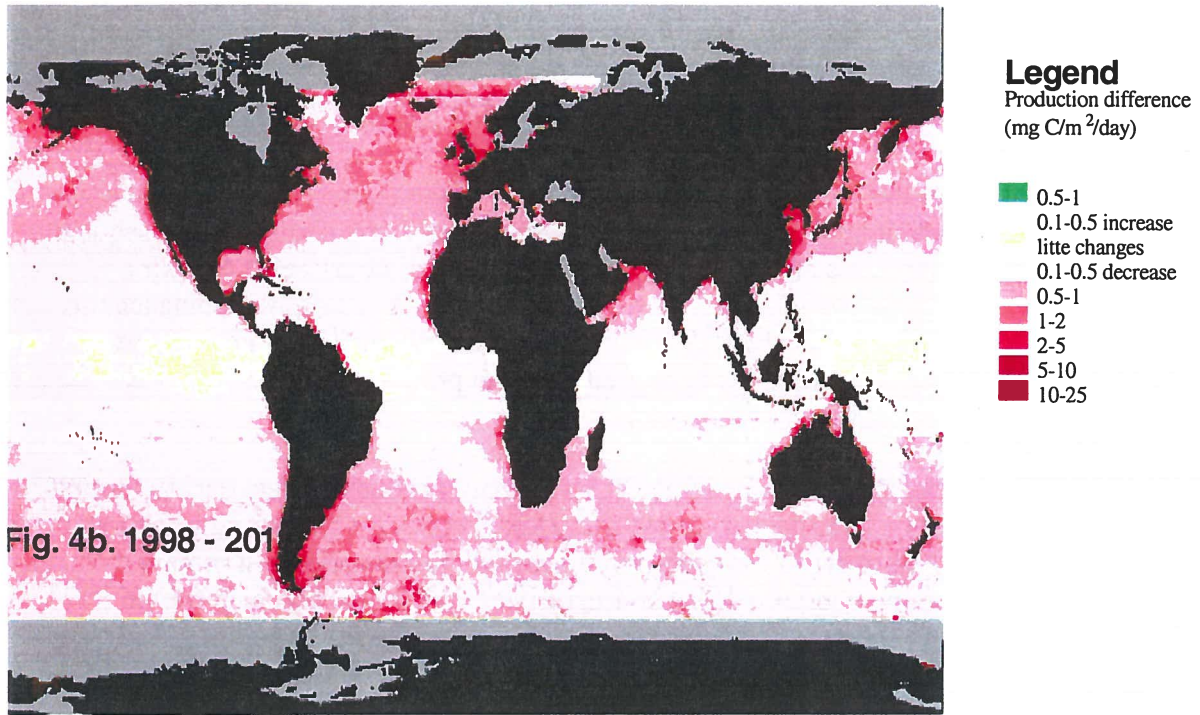 Legend
Production difference
(mg C/m²/day)
0.5-1
0.1-0.5 increase
litte changes
0.1-0.5 decrease
0.5-1
1-2
2-5
5-10
10-25
Fig. 4b. 1998 - 201